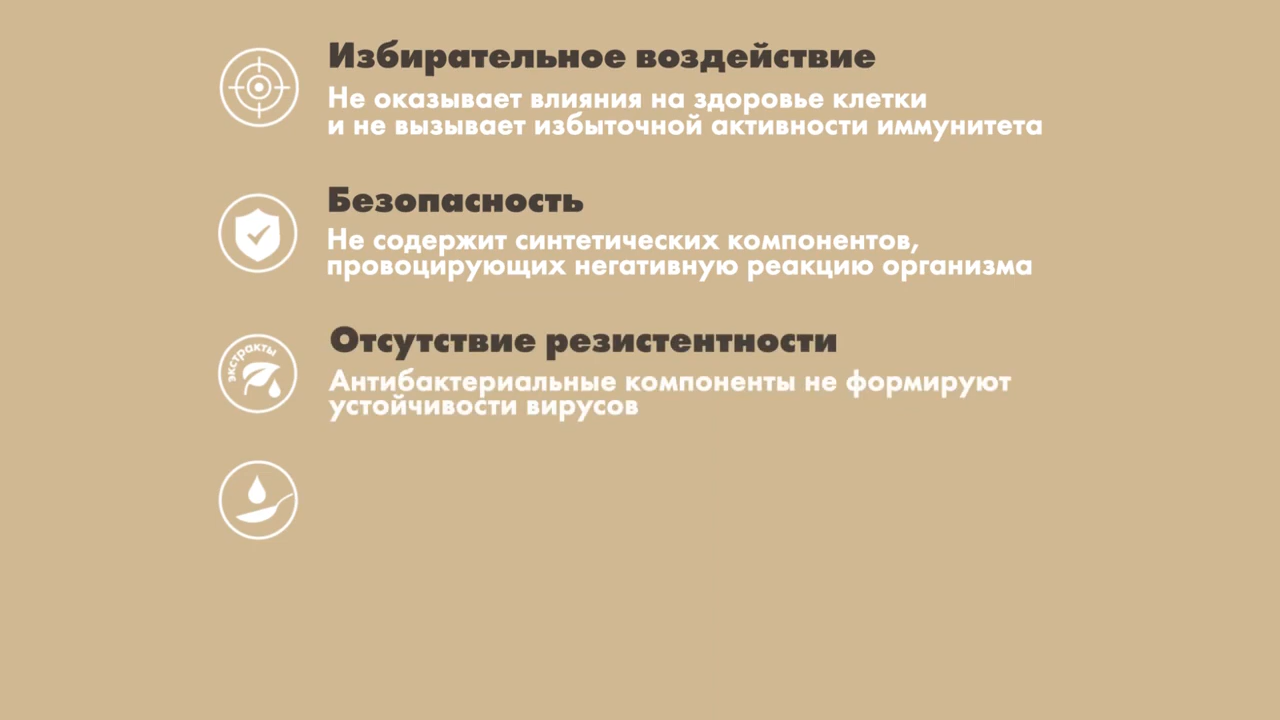 Избирательное воздействие
Не оказывает влияния на здоровье клетки
и не вызывает избыточной активности иммунитета
Безопасность
Не содержит синтетических компонентов,
провоцирующих негативную реакцию организма
экстракты
Отсутствие резистентности
Антибактериальные компоненты не формируют
устойчивости вирусов